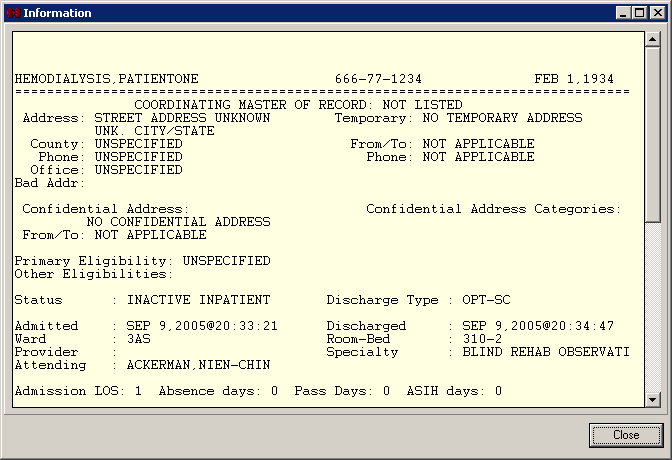 Information
HEMODIALYSIS,PATIENTONE                 666-77-1234              FEB 1,1934
=============================================================================
               COORDINATING MASTER OF RECORD: NOT LISTED
 Address: STREET ADDRESS UNKNOWN        Temporary: NO TEMPORARY ADDRESS
          UNK. CITY/STATE
  County: UNSPECIFIED                     From/To: NOT APPLICABLE
   Phone: UNSPECIFIED                       Phone: NOT APPLICABLE
  Office: UNSPECIFIED
Bad Addr:
 Confidential Address:                      Confidential Address Categories:
         NO CONFIDENTIAL ADDRESS
 From/To: NOT APPLICABLE
Primary Eligibility: UNSPECIFIED
Other Eligibilities:
Status      : INACTIVE INPATIENT       Discharge Type : OPT-SC
Admitted    : SEP 9,2005@20:33:21      Discharged     : SEP 9,2005@20:34:47
Ward        : 3AS                      Room-Bed       : 310-2
Provider    :                          Specialty      : BLIND REHAB OBSERVATI
Attending   : ACKERMAN,NIEN-CHIN
Admission LOS: 1  Absence days: 0  Pass Days: 0  ASIH days: 0
Close